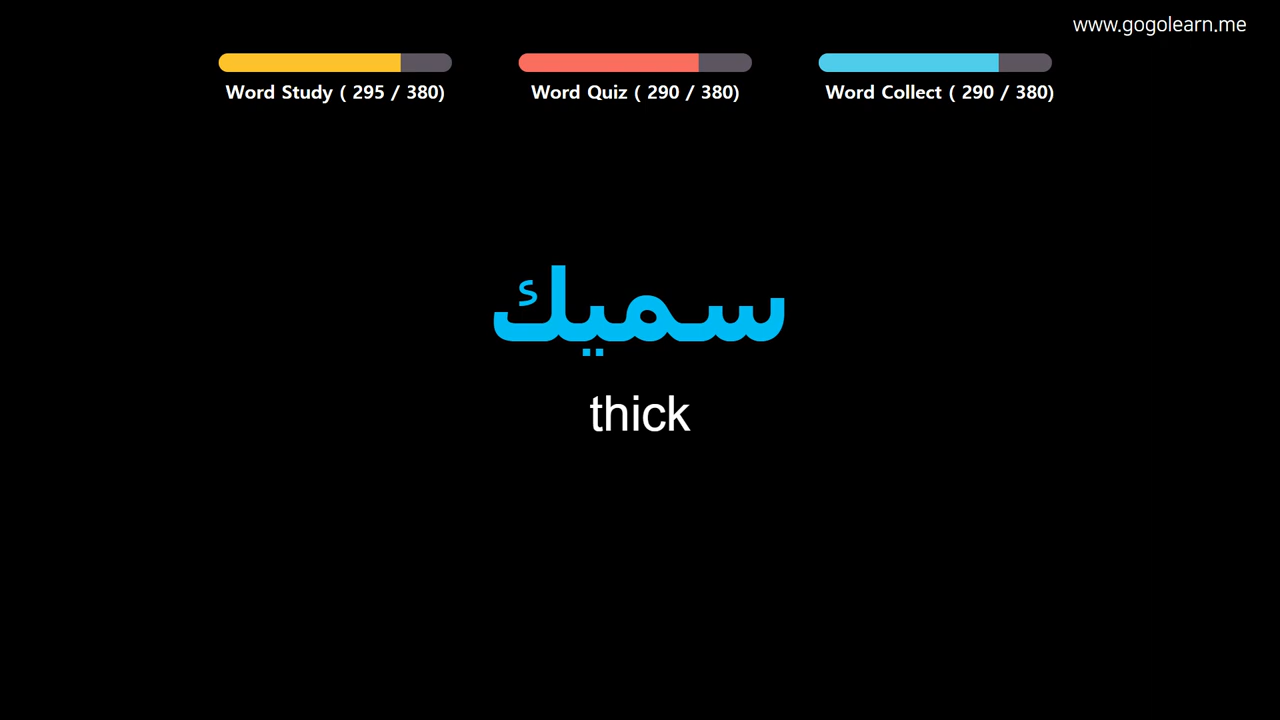 www.gogolearn.me
Word Study ( 295 / 380)
Word Quiz ( 290 / 380)
Word Collect ( 290 / 380)
سميك
thick